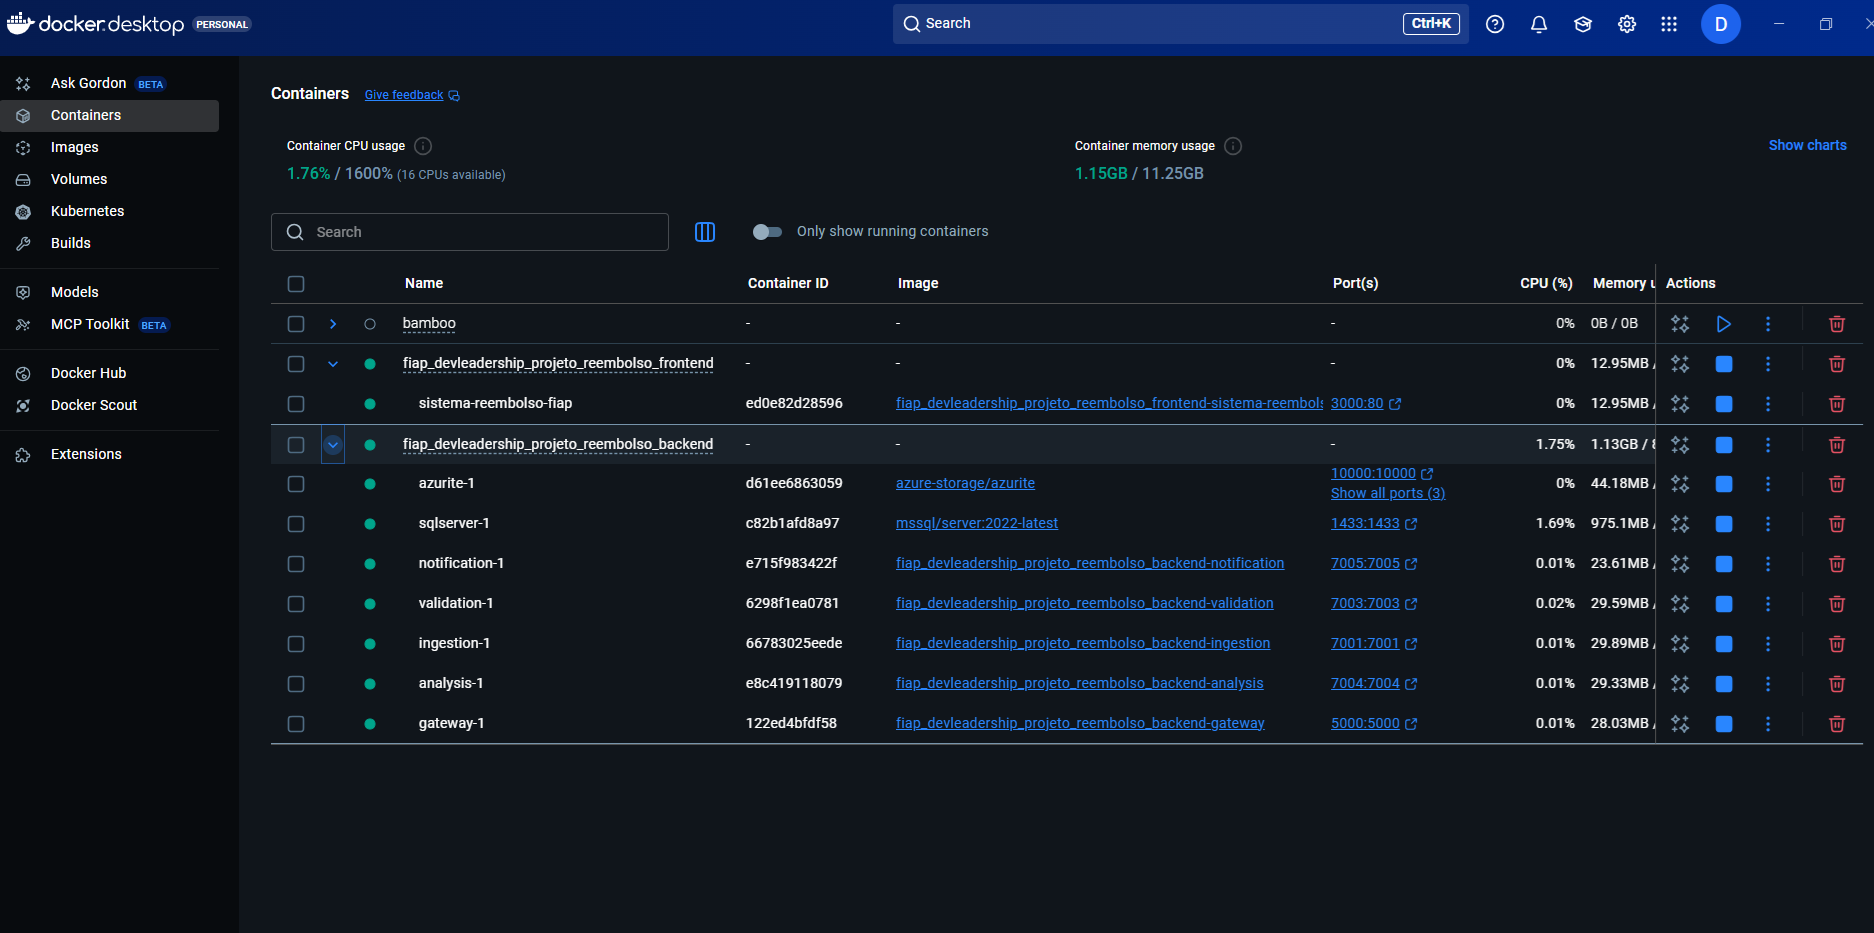 docker.desktop PERSONAL
Search Ctrl+K D
Ask Gordon BETA
Containers
Images
Volumes
Kubernetes
Builds
Models
MCP Toolkit BETA
Docker Hub
Docker Scout
Extensions
Containers Give feedback
Container CPU usage
1.76% / 1600% (16 CPUs available)
Container memory usage
1.15GB / 11.25GB
Show charts
Search
Only show running containers
Name Container ID Image Port(s) CPU (%) Memory u Actions
bamboo - - - 0% 0B / 0B
fiap_devleadership_projeto_reembolso_frontend - - - 0% 12.95MB /
sistema-reembolso-fiap ed0e82d28596 fiap_devleadership_projeto_reembolso_frontend-sistema-reembols 3000:80 0% 12.95MB /
fiap_devleadership_projeto_reembolso_backend - - - 1.75% 1.13GB / 8
azurite-1 d61ee6863059 azure-storage/azurite 10000:10000 0% 44.18MB /
Show all ports (3)
sqlserver-1 c82b1afd8a97 mssql/server:2022-latest 1433:1433 1.69% 975.1MB /
notification-1 e715f983422f fiap_devleadership_projeto_reembolso_backend-notification 7005:7005 0.01% 23.61MB /
validation-1 6298f1ea0781 fiap_devleadership_projeto_reembolso_backend-validation 7003:7003 0.02% 29.59MB /
ingestion-1 66783025eede fiap_devleadership_projeto_reembolso_backend-ingestion 7001:7001 0.01% 29.89MB /
analysis-1 e8c419118079 fiap_devleadership_projeto_reembolso_backend-analysis 7004:7004 0.01% 29.33MB /
gateway-1 122ed4bfdf58 fiap_devleadership_projeto_reembolso_backend-gateway 5000:5000 0.01% 28.03MB /